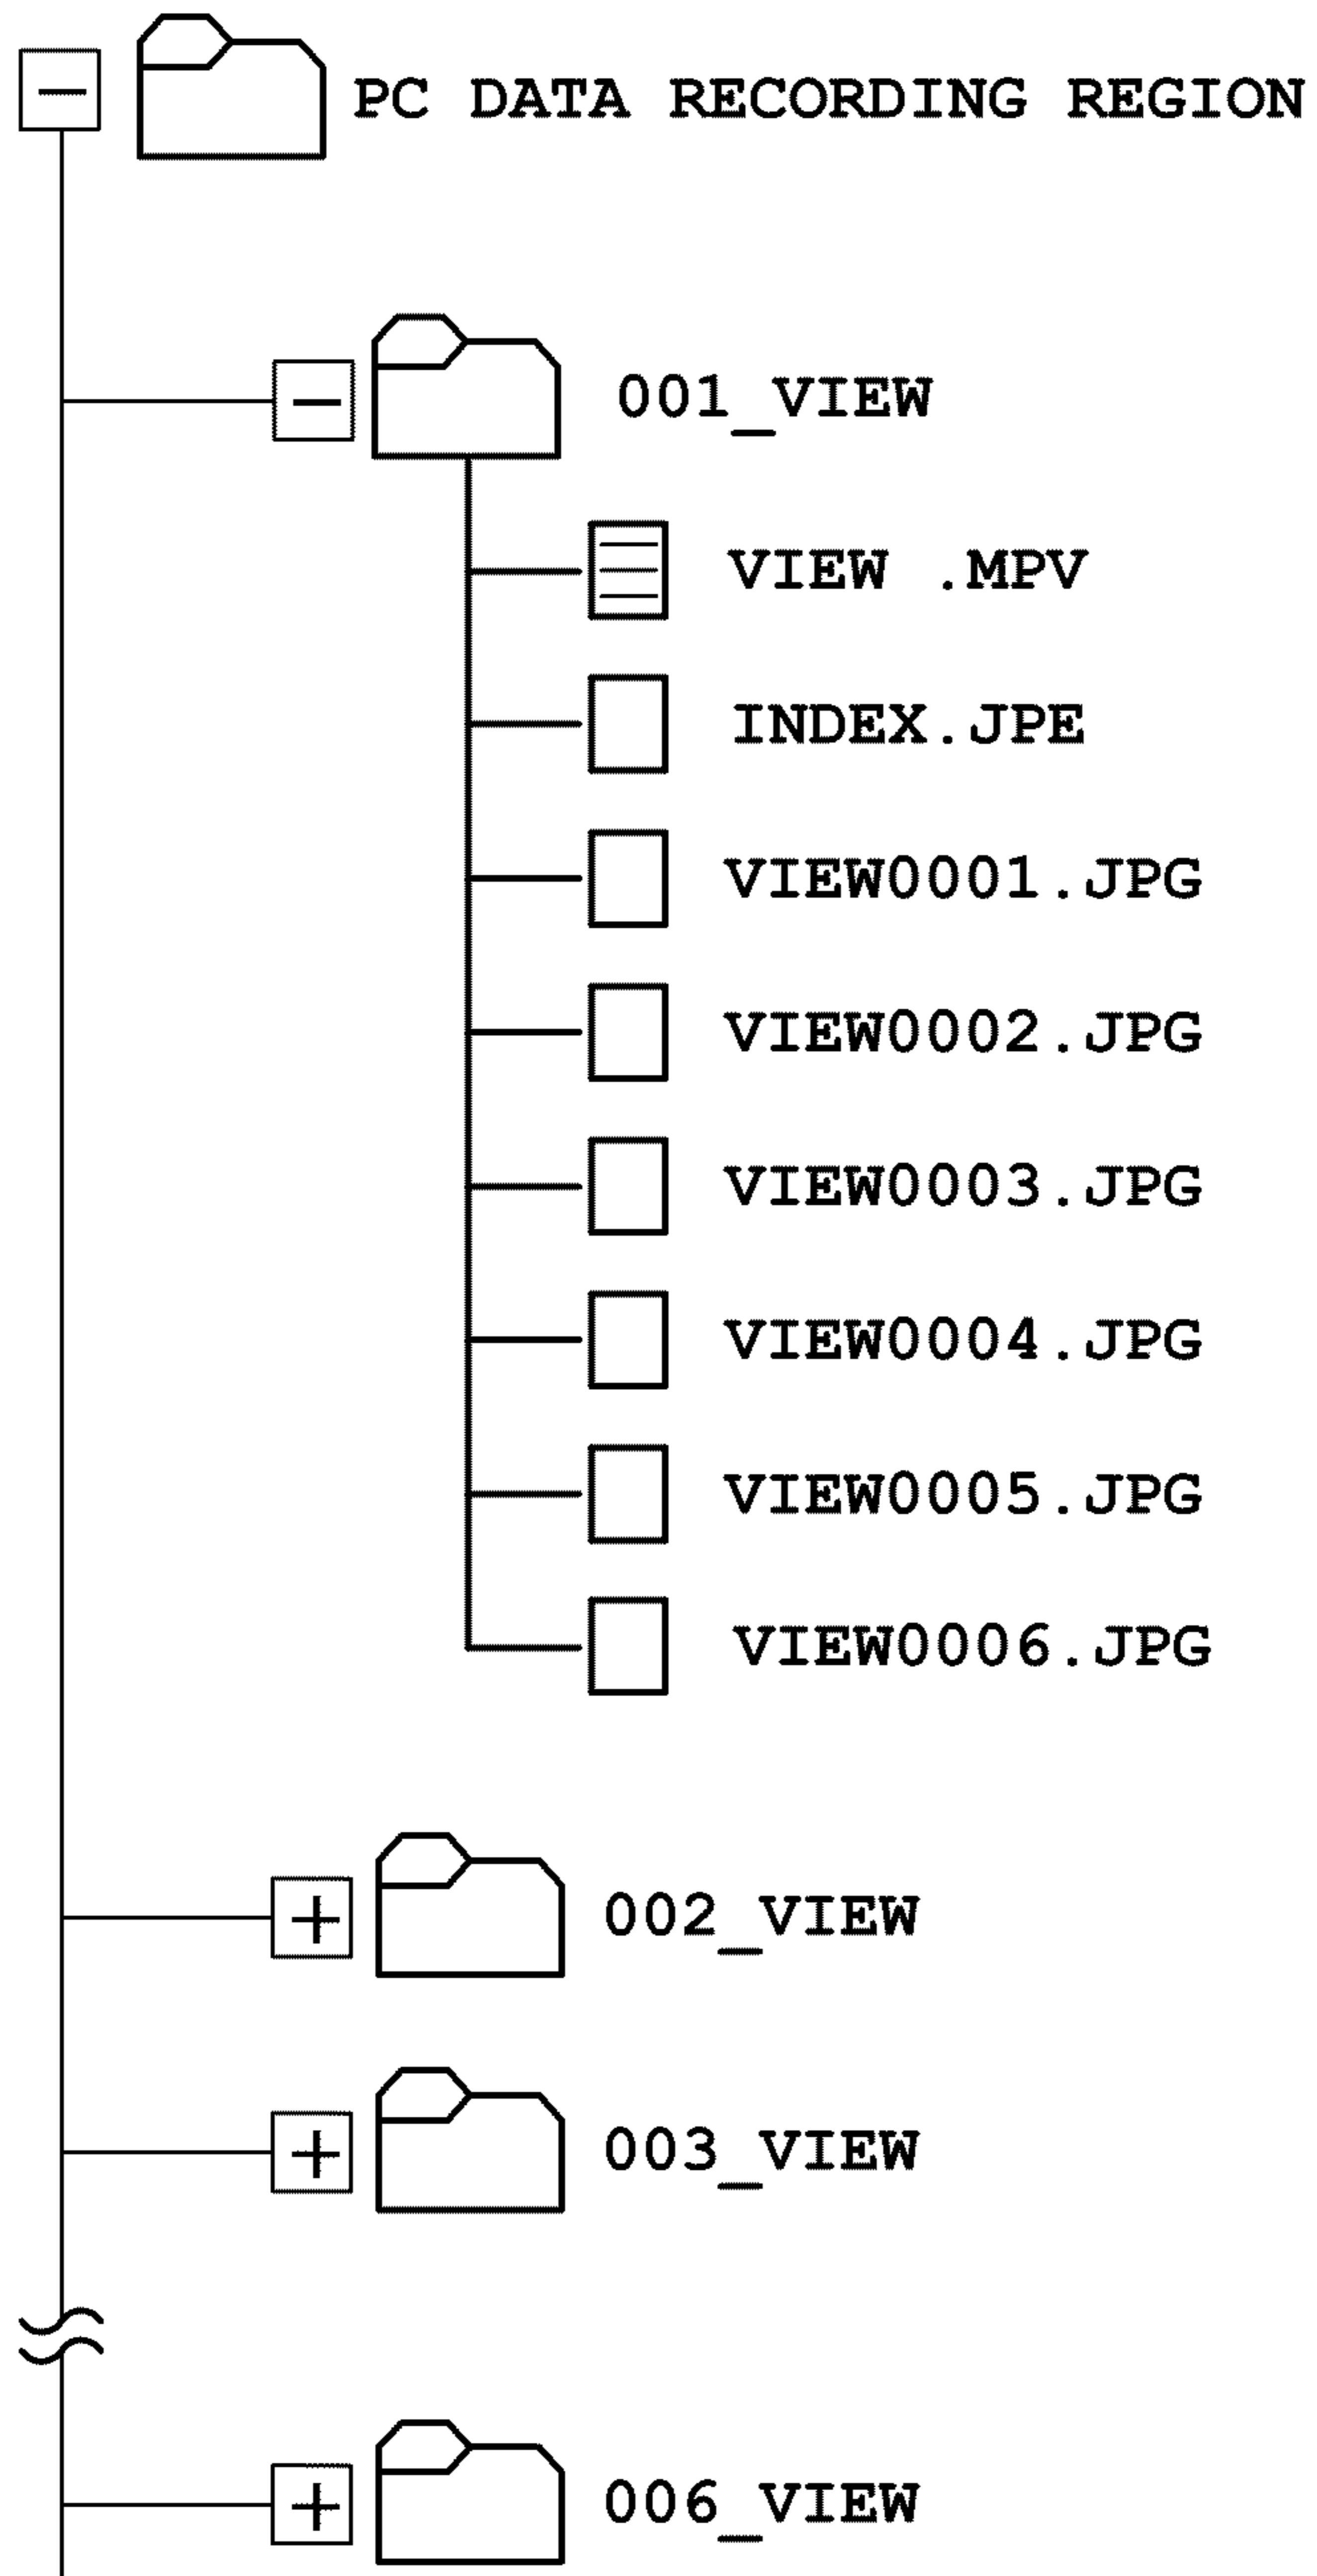 PC DATA RECORDING REGION
001_VIEW
VIEW .MPV
INDEX.JPE
VIEW0001.JPG
VIEW0002.JPG
VIEW0003.JPG
VIEW0004.JPG
VIEW0005.JPG
VIEW0006.JPG
002_VIEW
003_VIEW
006_VIEW